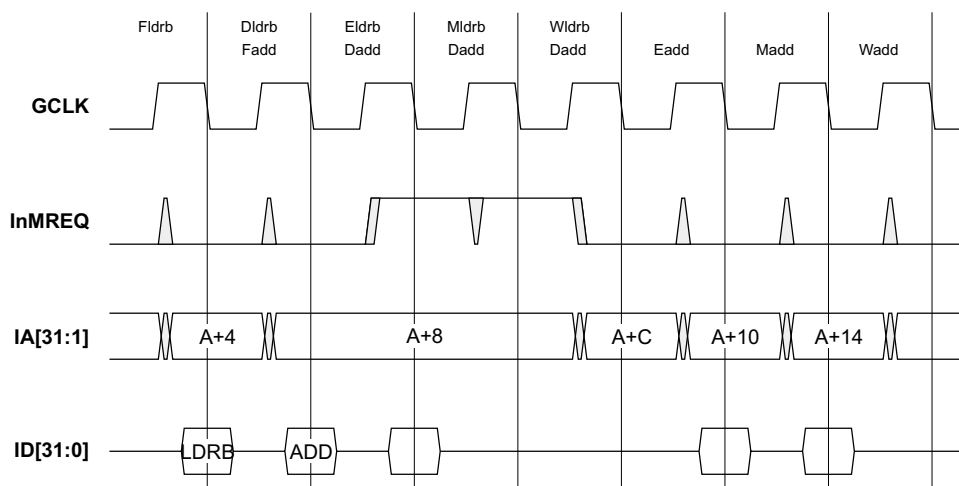 Fldrb Dldrb Eldrb Mldrb Wldrb
Fadd Dadd Dadd Dadd Eadd Madd Wadd
GCLK
InMREQ
IA[31:1] A+4 A+8 A+C A+10 A+14
ID[31:0] LDRB ADD